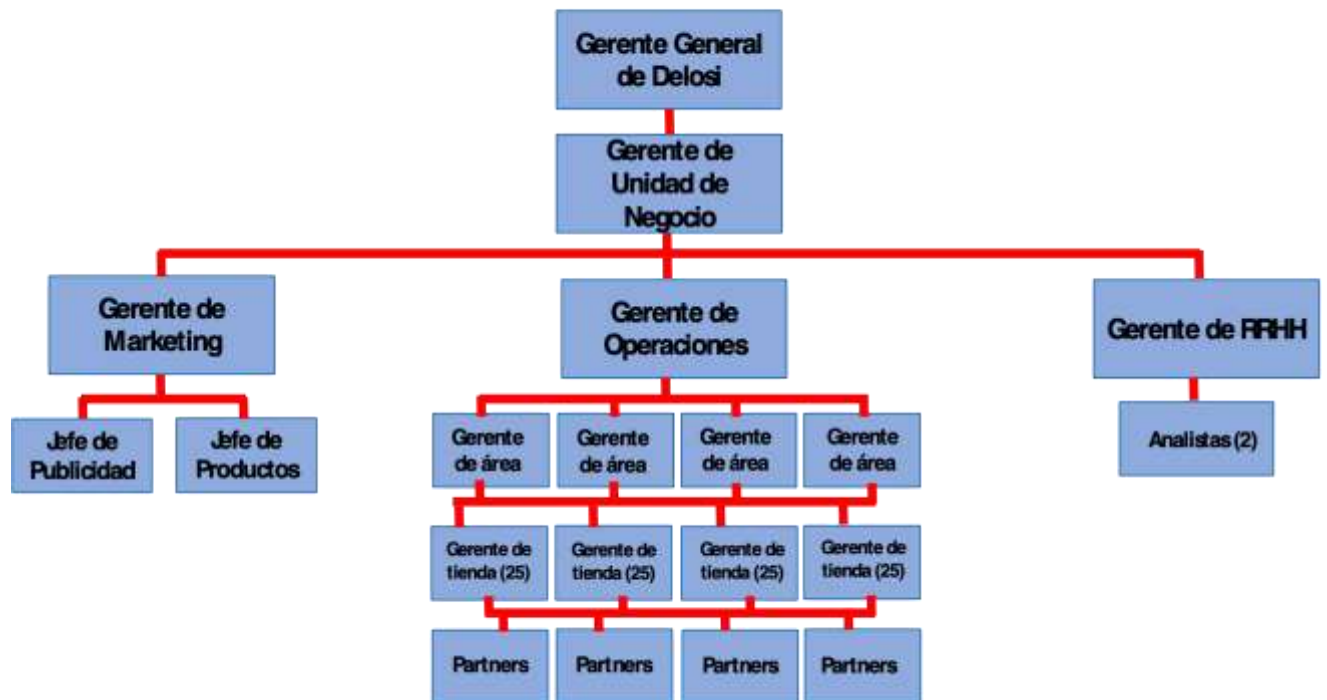 Gerente General
de Delosi
Gerente de
Unidad de
Negocio
Gerente de
Marketing
Gerente de
Operaciones
Gerente de RRHH
Jefe de
Publicidad
Jefe de
Productos
Gerente
de área
Gerente
de área
Gerente
de área
Gerente
de área
Analistas (2)
Gerente de
tienda (25)
Gerente de
tienda (25)
Gerente de
tienda (25)
Gerente de
tienda (25)
Partners
Partners
Partners
Partners